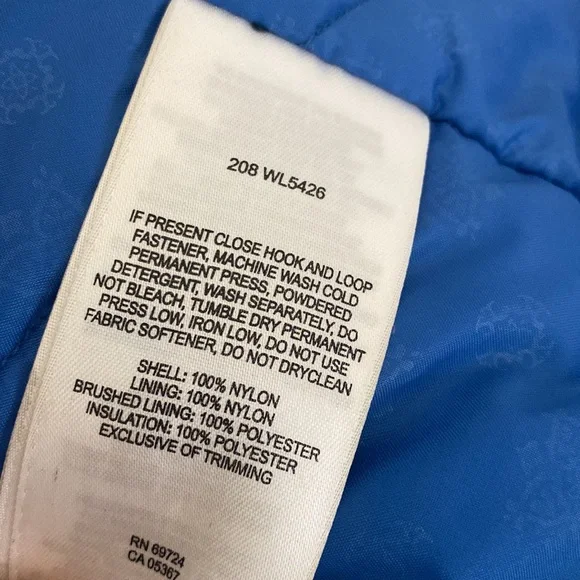 208 WL5426
IF PRESENT CLOSE HOOK AND LOOP
FASTENER, MACHINE WASH COLD
PERMANENT PRESS, POWDERED
DETERGENT, WASH SEPARATELY, DO
NOT BLEACH, TUMBLE DRY PERMANENT
PRESS LOW, IRON LOW, DO NOT USE
FABRIC SOFTENER, DO NOT DRYCLEAN
SHELL: 100% NYLON
LINING: 100% NYLON
BRUSHED LINING: 100% POLYESTER
INSULATION: 100% POLYESTER
EXCLUSIVE OF TRIMMING
RN 69724
CA 05367